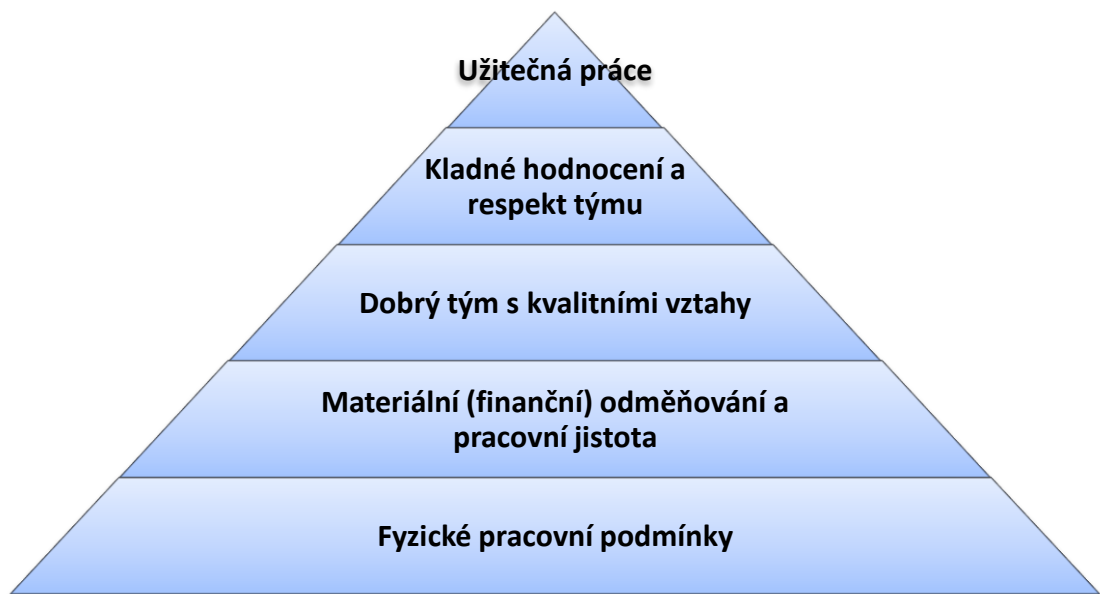 Užitečná práce
Kladné hodnocení a
respekt týmu
Dobrý tým s kvalitními vztahy
Materiální (finanční) odměňování a
pracovní jistota
Fyzické pracovní podmínky